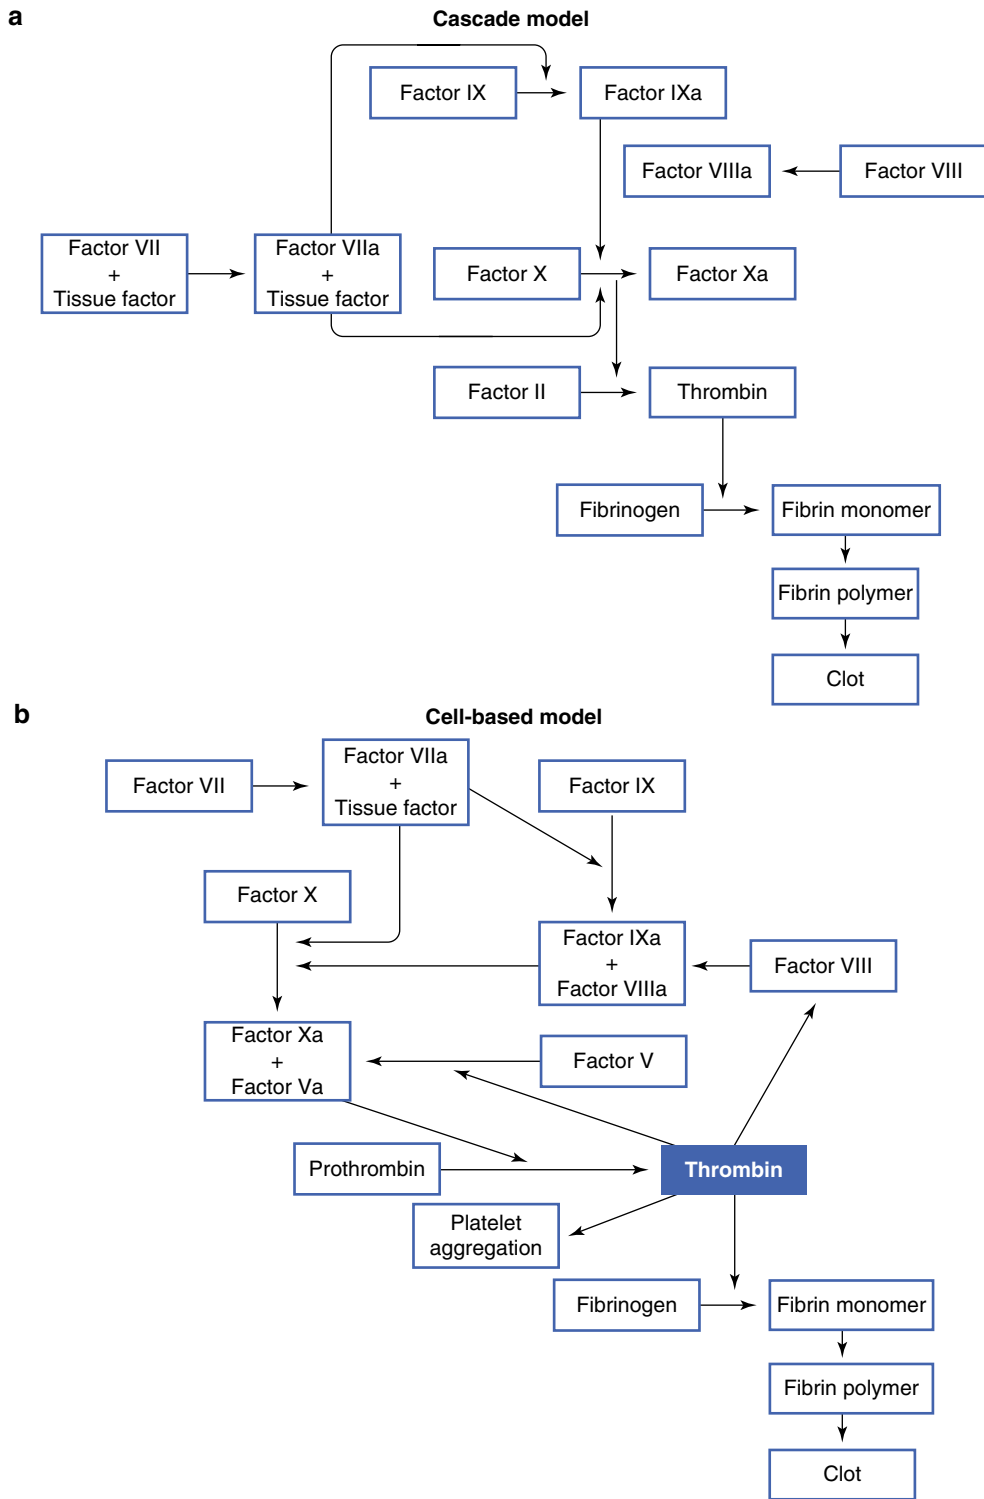 a
Cascade model
Factor IX
Factor IXa
Factor VIIIa
Factor VIII
Factor VII
+
Tissue factor
Factor VIIa
+
Tissue factor
Factor X
Factor Xa
Factor II
Thrombin
Fibrinogen
Fibrin monomer
Fibrin polymer
Clot
b
Cell-based model
Factor VII
Factor VIIa
+
Tissue factor
Factor IX
Factor X
Factor IXa
+
Factor VIIIa
Factor VIII
Factor Xa
+
Factor Va
Factor V
Prothrombin
Thrombin
Platelet
aggregation
Fibrinogen
Fibrin monomer
Fibrin polymer
Clot